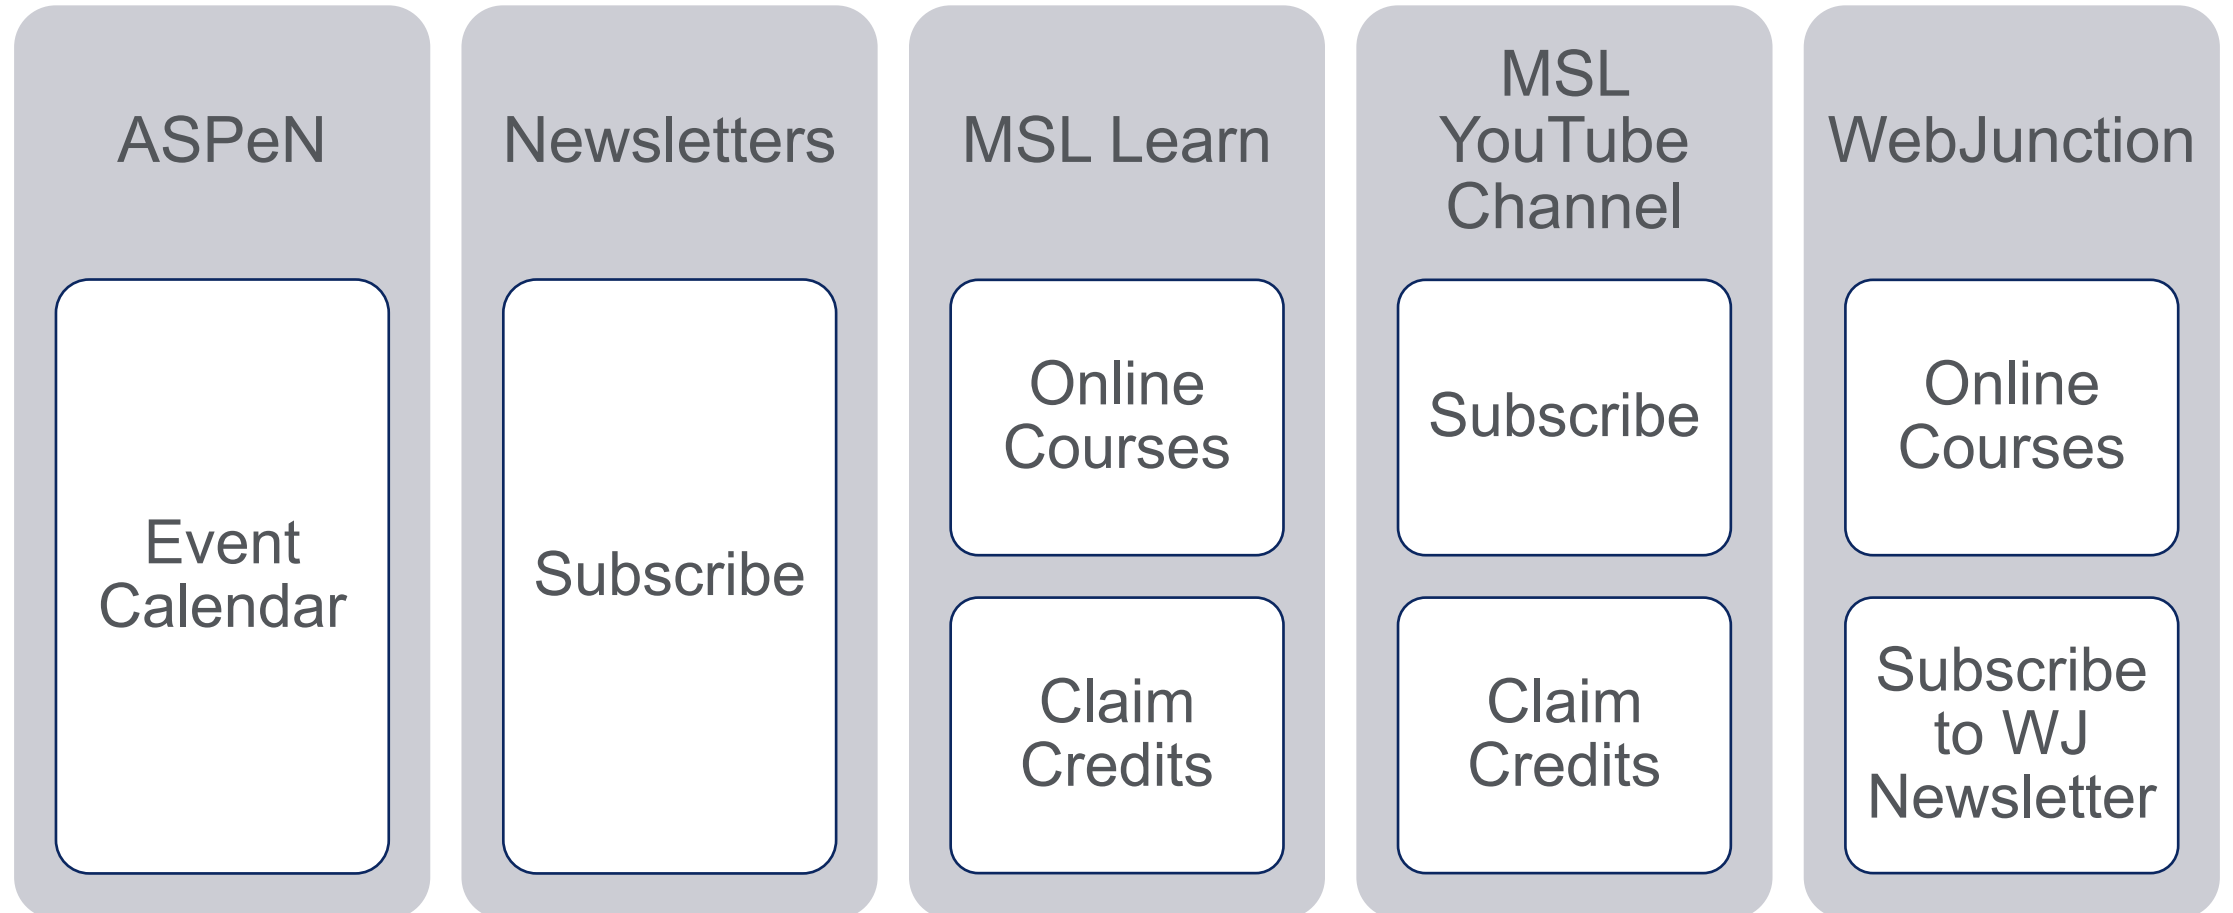 ASPeN
Event
Calendar
Newsletters
Subscribe
MSL Learn
Online
Courses
Claim
Credits
MSL
YouTube
Channel
Subscribe
Claim
Credits
WebJunction
Online
Courses
Subscribe
to WJ
Newsletter